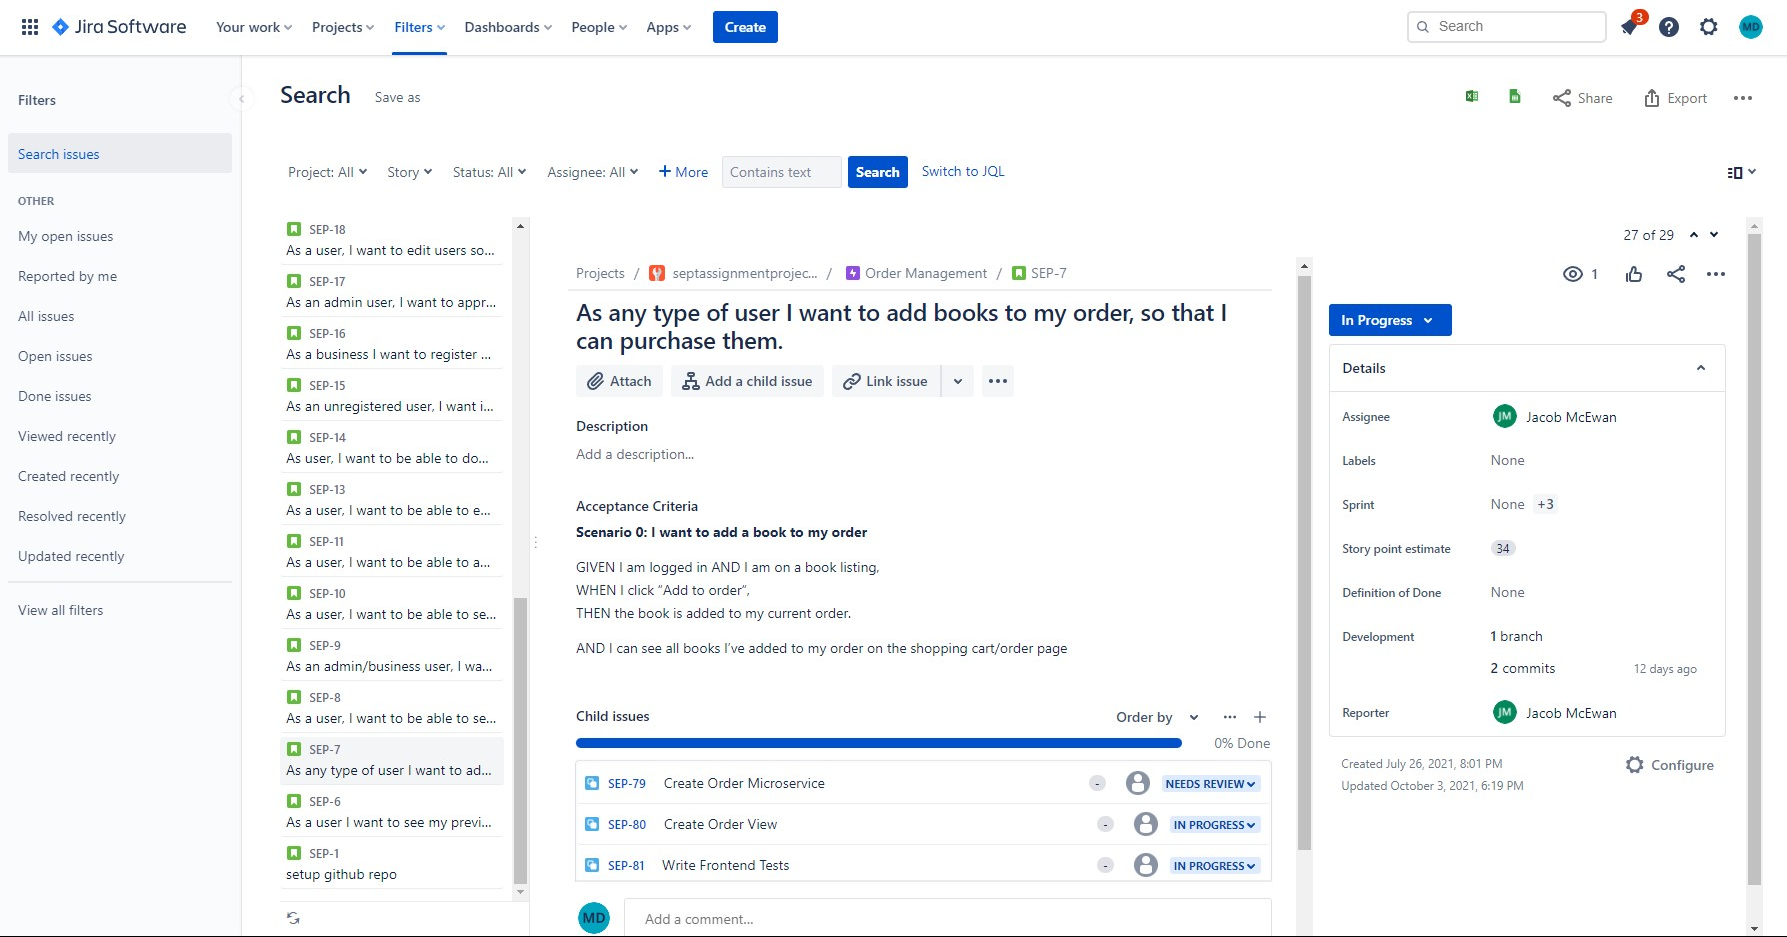 Jira Software
Your work
Projects
Filters
Dashboards
People
Apps
Create
Search
3
MD
Filters
Search issues
OTHER
My open issues
Reported by me
All issues
Open issues
Done issues
Viewed recently
Created recently
Resolved recently
Updated recently
View all filters
Search
Save as
Share
Export
Project: All
Story
Status: All
Assignee: All
+ More
Contains text
Search
Switch to JQL
SEP-18
As a user, I want to edit users so...
SEP-17
As an admin user, I want to appr...
SEP-16
As a business I want to register ...
SEP-15
As an unregistered user, I want i...
SEP-14
As user, I want to be able to do...
SEP-13
As a user, I want to be able to e...
SEP-11
As a user, I want to be able to a...
SEP-10
As a user, I want to be able to se...
SEP-9
As an admin/business user, I wa...
SEP-8
As a user, I want to be able to se...
SEP-7
As any type of user I want to ad...
SEP-6
As a user I want to see my previ...
SEP-1
setup github repo
27 of 29
Projects / septassignmentprojec... / Order Management / SEP-7
1
As any type of user I want to add books to my order, so that I
can purchase them.
Attach
Add a child issue
Link issue
Description
Add a description...
Acceptance Criteria
Scenario 0: I want to add a book to my order
GIVEN I am logged in AND I am on a book listing,
WHEN I click “Add to order”,
THEN the book is added to my current order.
AND I can see all books I’ve added to my order on the shopping cart/order page
Child issues
Order by
0% Done
SEP-79 Create Order Microservice - NEEDS REVIEW
SEP-80 Create Order View - IN PROGRESS
SEP-81 Write Frontend Tests - IN PROGRESS
MD
Add a comment...
In Progress
Details
Assignee JM Jacob McEwan
Labels None
Sprint None +3
Story point estimate 34
Definition of Done None
Development 1 branch
2 commits 12 days ago
Reporter JM Jacob McEwan
Created July 26, 2021, 8:01 PM
Updated October 3, 2021, 6:19 PM
Configure